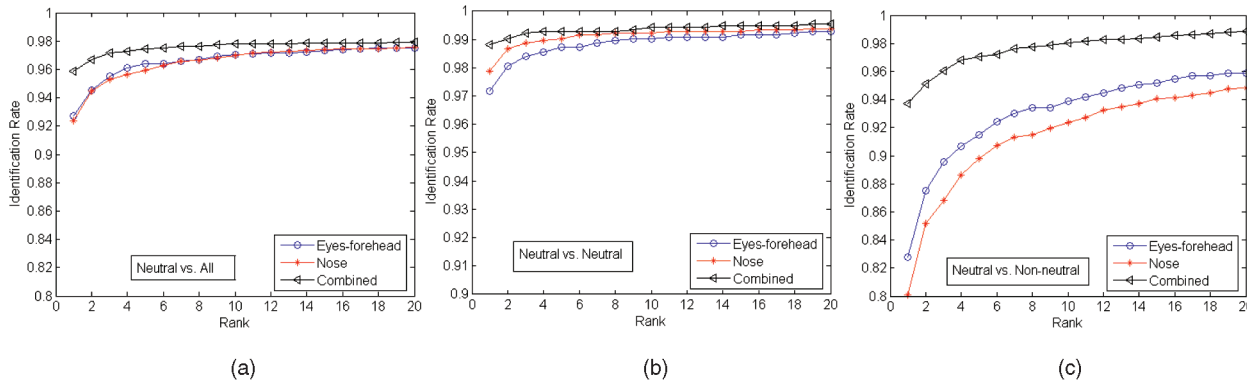 1
0.98
0.96
0.94
0.92
0.9
0.88
0.86
0.84
0.82
0.8
Identification Rate
0 2 4 6 8 10 12 14 16 18 20
Rank
Neutral vs. All
Eyes-forehead
Nose
Combined
(a)
1
0.99
0.98
0.97
0.96
0.95
0.94
0.93
0.92
0.91
0.9
Identification Rate
0 2 4 6 8 10 12 14 16 18 20
Rank
Neutral vs. Neutral
Eyes-forehead
Nose
Combined
(b)
1
0.98
0.96
0.94
0.92
0.9
0.88
0.86
0.84
0.82
0.8
Identification Rate
0 2 4 6 8 10 12 14 16 18 20
Rank
Neutral vs. Non-neutral
Eyes-forehead
Nose
Combined
(c)